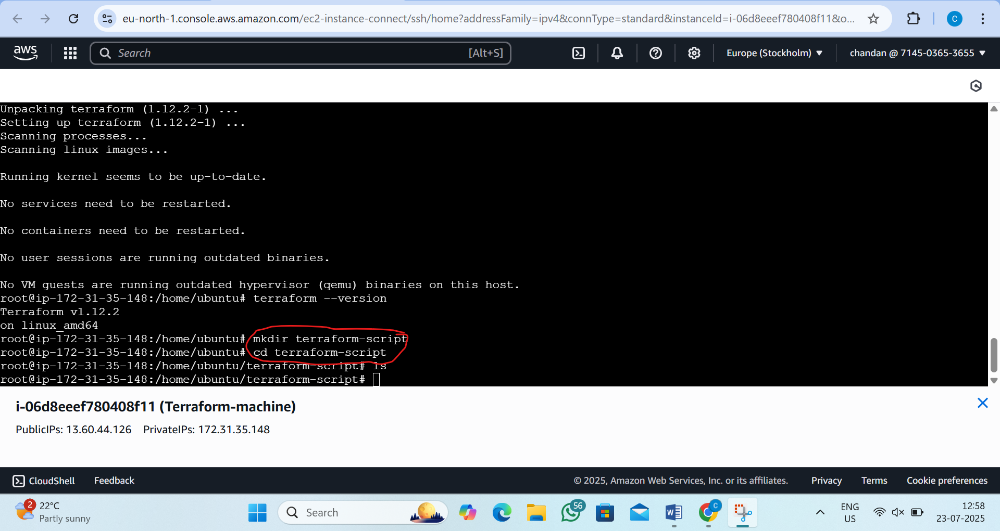 eu-north-1.console.aws.amazon.com/ec2-instance-connect/ssh/home?addressFamily=ipv4&connType=standard&instanceId=i-06d8eeef780408f11&o...
C
aws
Search
[Alt+S]
Europe (Stockholm)
chandan @ 7145-0365-3655
Unpacking terraform (1.12.2-1) ...
Setting up terraform (1.12.2-1) ...
Scanning processes...
Scanning linux images...
Running kernel seems to be up-to-date.
No services need to be restarted.
No containers need to be restarted.
No user sessions are running outdated binaries.
No VM guests are running outdated hypervisor (qemu) binaries on this host.
root@ip-172-31-35-148:/home/ubuntu# terraform --version
Terraform v1.12.2
on linux_amd64
root@ip-172-31-35-148:/home/ubuntu# mkdir terraform-script
root@ip-172-31-35-148:/home/ubuntu# cd terraform-script
root@ip-172-31-35-148:/home/ubuntu/terraform-script# ls
root@ip-172-31-35-148:/home/ubuntu/terraform-script#
i-06d8eeef780408f11 (Terraform-machine)
PublicIPs: 13.60.44.126 PrivateIPs: 172.31.35.148
CloudShell
Feedback
© 2025, Amazon Web Services, Inc. or its affiliates.
Privacy
Terms
Cookie preferences
2
22°C
Partly sunny
Search
56
W
C
ENG
US
12:58
23-07-2025